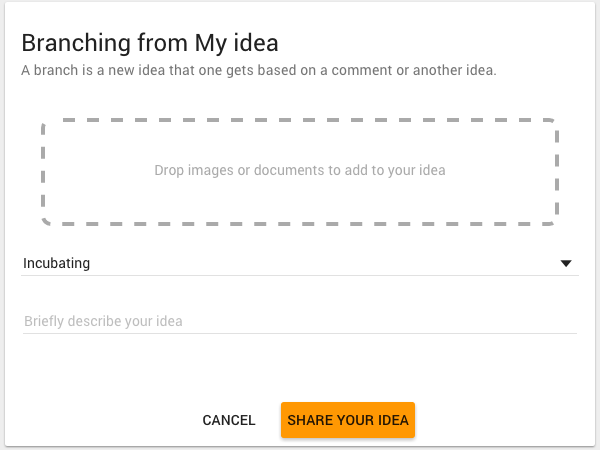 Branching from My idea
A branch is a new idea that one gets based on a comment or another idea.
Drop images or documents to add to your idea
Incubating
Briefly describe your idea
CANCEL SHARE YOUR IDEA